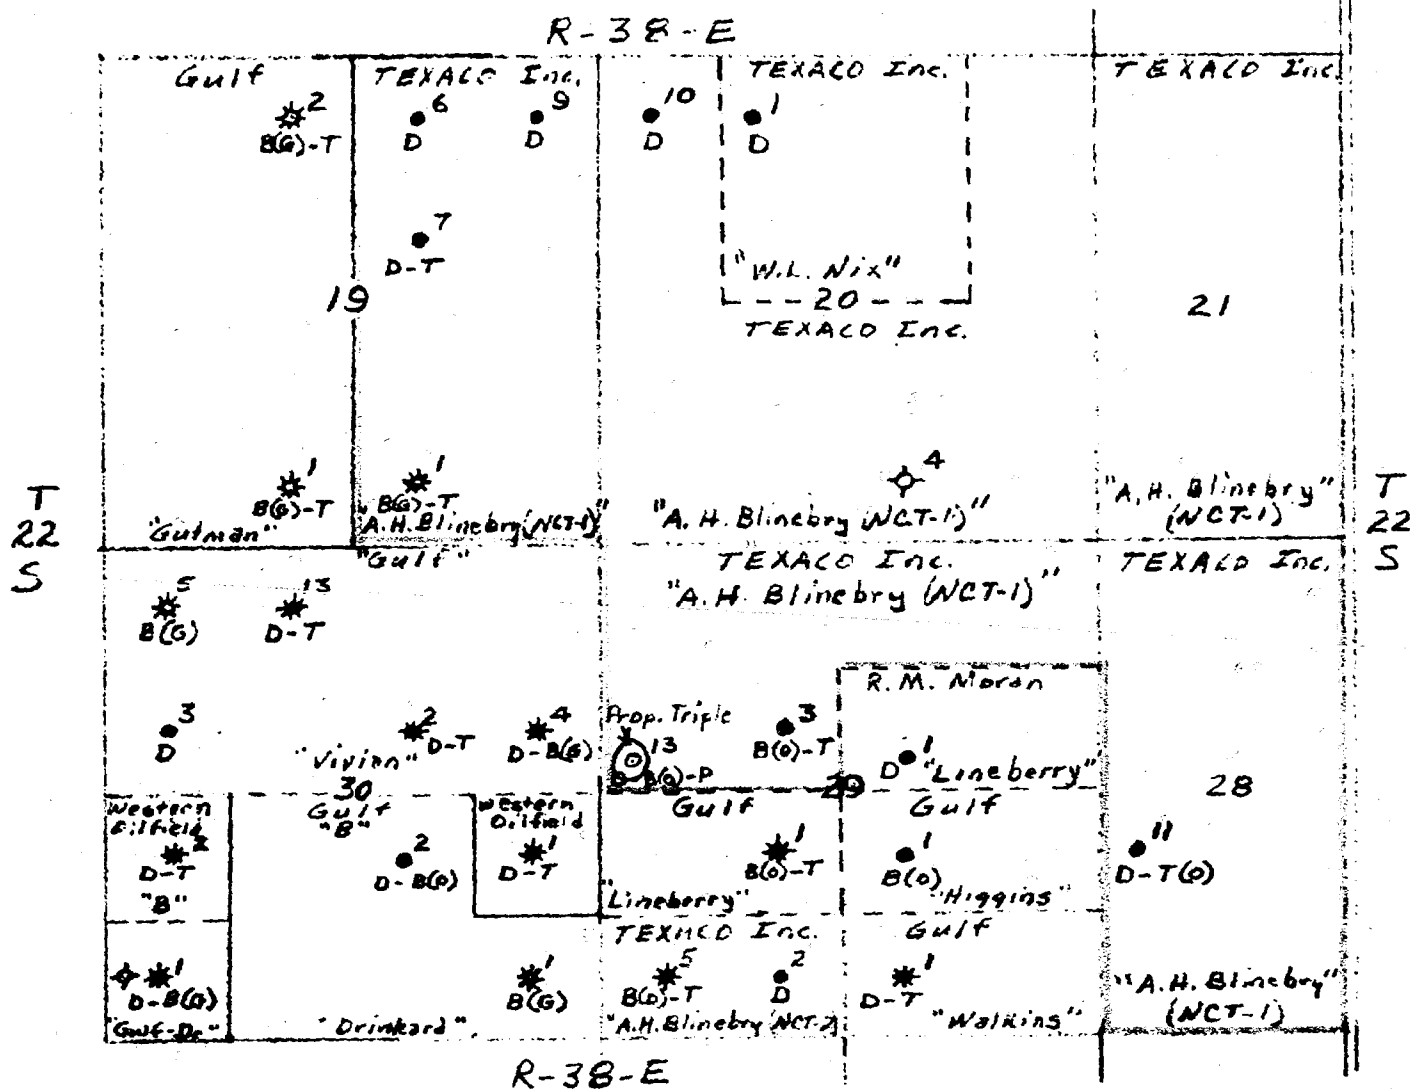 R-38-E
Gulf
TEXACO Inc.
TEXACO Inc.
TEXACO Inc.
2
B(G)-T
6
D
9
D
10
D
1
D
7
D-T
"W.L. Nix"
19
20
21
TEXACO Inc.
T
22
S
1
B(G)-T
"Gutman"
1
B(G)-T
"A.H. Blinebry (NCT-1)"
4
"A.H. Blinebry (NCT-1)"
"A.H. Blinebry"
(NCT-1)
T
22
S
"Gulf"
TEXACO Inc.
"A.H. Blinebry (NCT-1)"
TEXACO Inc.
5
B(G)
13
D-T
R.M. Moran
3
D
2
D-T
4
D-B(G)
Prop. Triple
13
3
B(O)-T
1
D
"Lineberry"
"Vivian"
30
29
28
Western
Oilfield
2
D-T
"B"
Gulf
"B"
2
D-B(O)
Western
Oilfield
1
D-T
Gulf
1
B(O)-T
"Lineberry"
Gulf
1
B(O)
"Higgins"
11
D-T(O)
TEXACO Inc.
Gulf
1
D-B(G)
1
B(G)
"Drinkard"
5
B(O)-T
2
D
"A.H. Blinebry (NCT-2)
1
D-T
"Walkins"
"A.H. Blinebry"
(NCT-1)
R-38-E